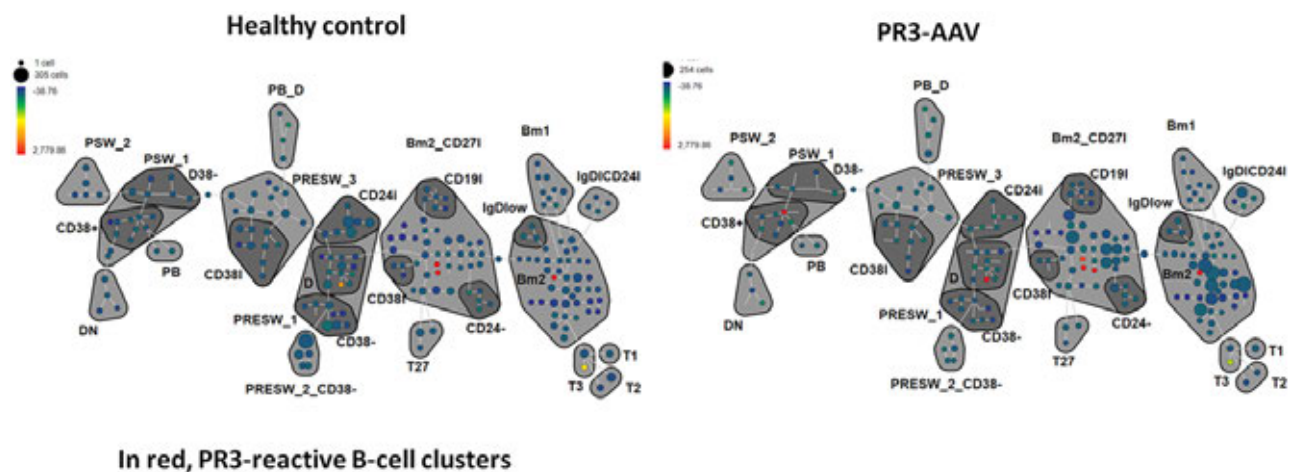 Healthy control
PR3-AAV
1 cell
305 cells
-38.76
2,779.86
PB_D
PSW_2
PSW_1
D38-
PRESW_3
Bm2_CD27I
Bm1
CD24i
CD19I
IgDICD24I
IgDlow
CD38+
PB
CD38I
D
CD38I
Bm2
DN
PRESW_1
CD38-
CD24-
T27
PRESW_2_CD38-
T3
T1
T2
254 cells
-38.76
2,779.86
PB_D
PSW_2
PSW_1
D38-
PRESW_3
Bm2_CD27I
Bm1
CD24i
CD19I
IgDICD24I
IgDlow
CD38+
PB
CD38I
D
CD38I
Bm2
DN
PRESW_1
CD38-
CD24-
T27
PRESW_2_CD38-
T3
T1
T2
In red, PR3-reactive B-cell clusters